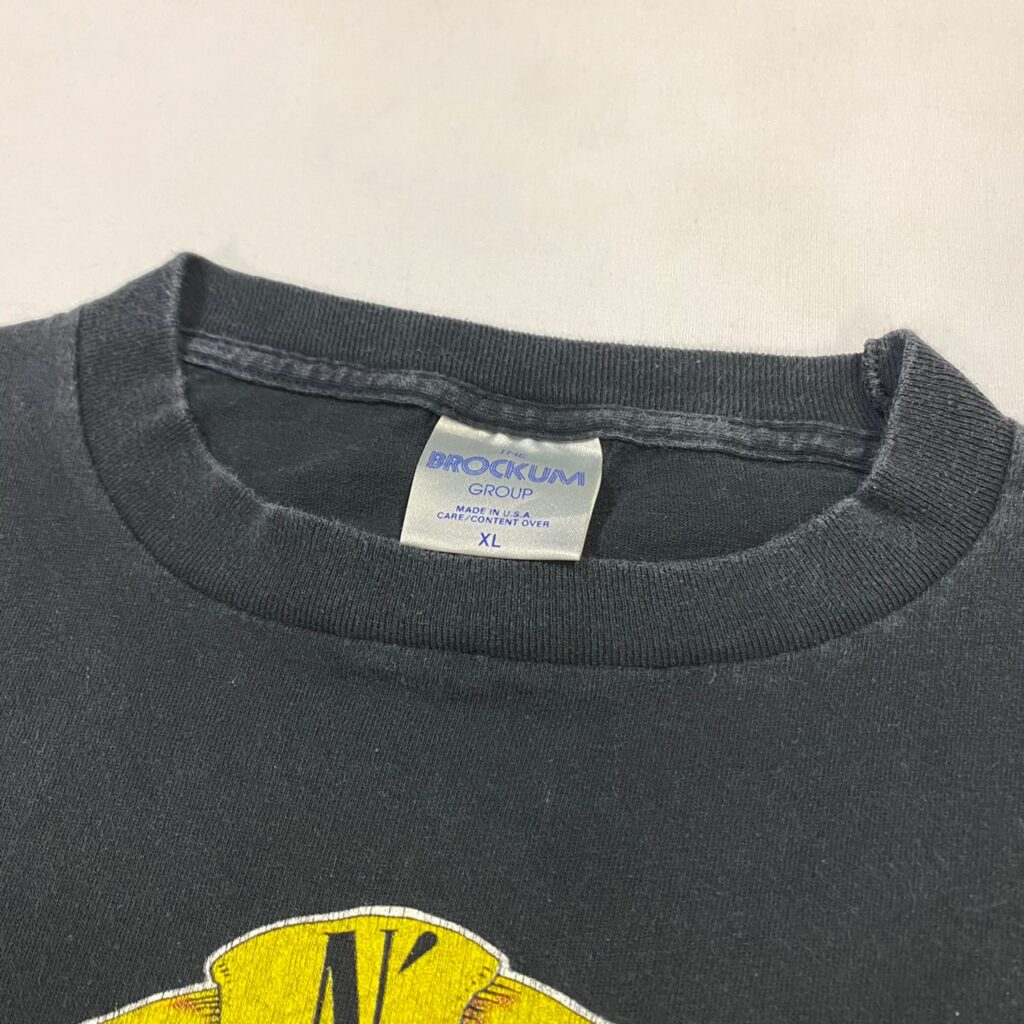 THE
BROCKUM
GROUP
MADE IN U.S.A.
CARE/CONTENT OVER
XL
N'